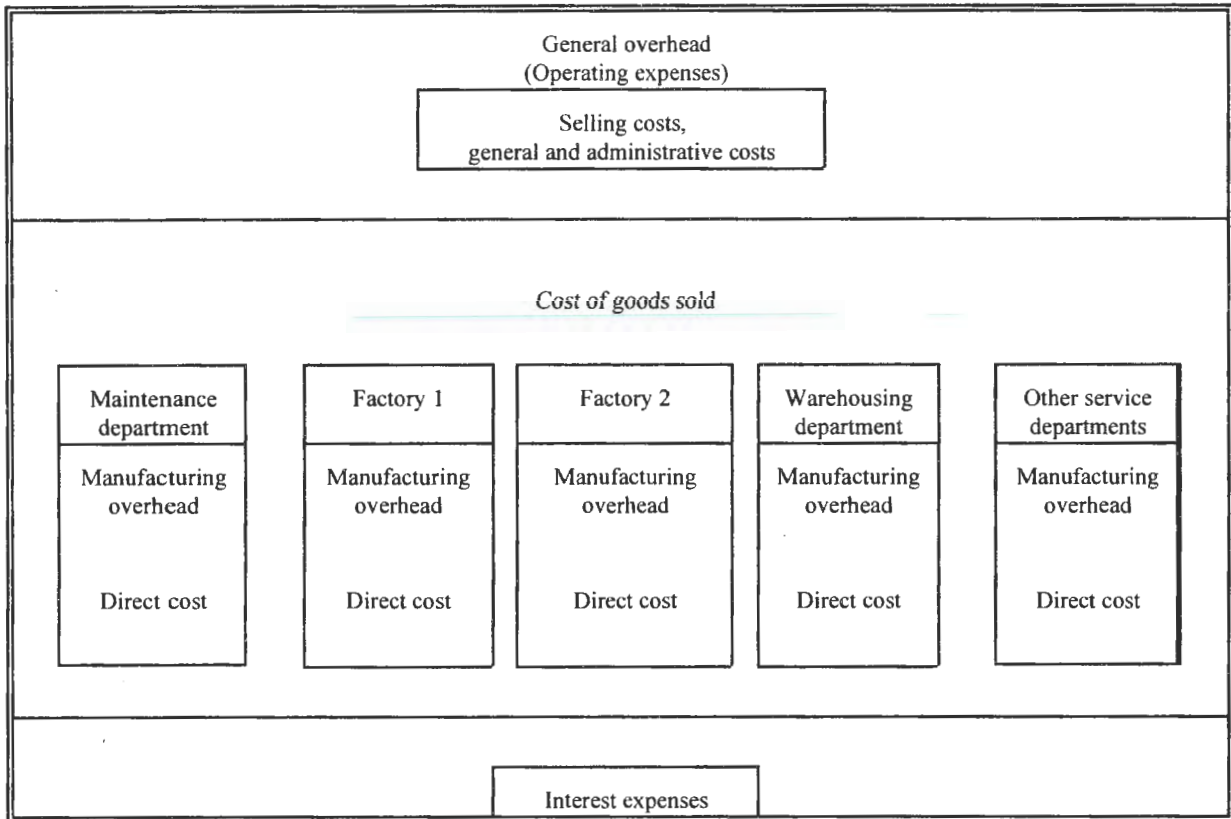 General overhead
(Operating expenses)
Selling costs,
general and administrative costs
Cost of goods sold
Maintenance
department
Manufacturing
overhead
Direct cost
Factory 1
Manufacturing
overhead
Direct cost
Factory 2
Manufacturing
overhead
Direct cost
Warehousing
department
Manufacturing
overhead
Direct cost
Other service
departments
Manufacturing
overhead
Direct cost
Interest expenses